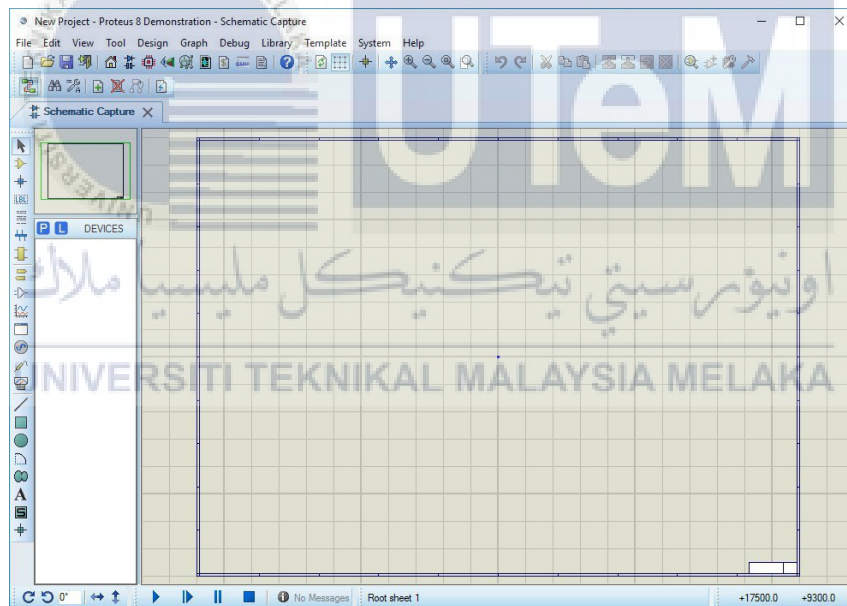 New Project - Proteus 8 Demonstration - Schematic Capture
File Edit View Tool Design Graph Debug Library Template System Help
Schematic Capture
UTeM
P L DEVICES
اونيۏرسيتي تيكنيكل مليسيا ملاك
UNIVERSITI TEKNIKAL MALAYSIA MELAKA
LBL
A
S
0°
No Messages
Root sheet 1
+17500.0 +9300.0